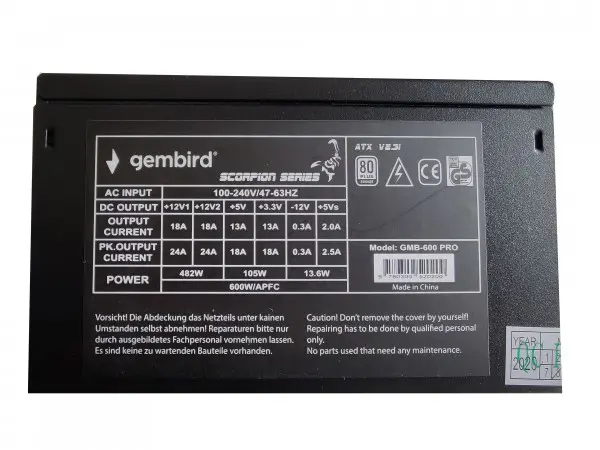 gembird®
SCORPION SERIES
ATX V2.31
80
PLUS
CE
AC INPUT 100-240V/47-63HZ
DC OUTPUT +12V1 +12V2 +5V +3.3V -12V +5Vs
OUTPUT CURRENT 18A 18A 13A 13A 0.3A 2.0A
PK.OUTPUT CURRENT 24A 24A 18A 18A 0.3A 2.5A
POWER 482W 105W 13.6W
600W/APFC
Model: GMB-600 PRO
Made in China
Vorsicht! Die Abdeckung das Netzteils unter kainen
Umstanden selbst abnehmen! Reparaturen bitte nur
durch ausgebildetes Fachpersonal vornehmen lassen.
Es sind keine zu wartenden Bauteile vorhanden.
Caution! Don't remove the cover by yourself!
Repairing has to be done by qualified personal
only.
No parts used that need any maintenance.
YEAR
2020